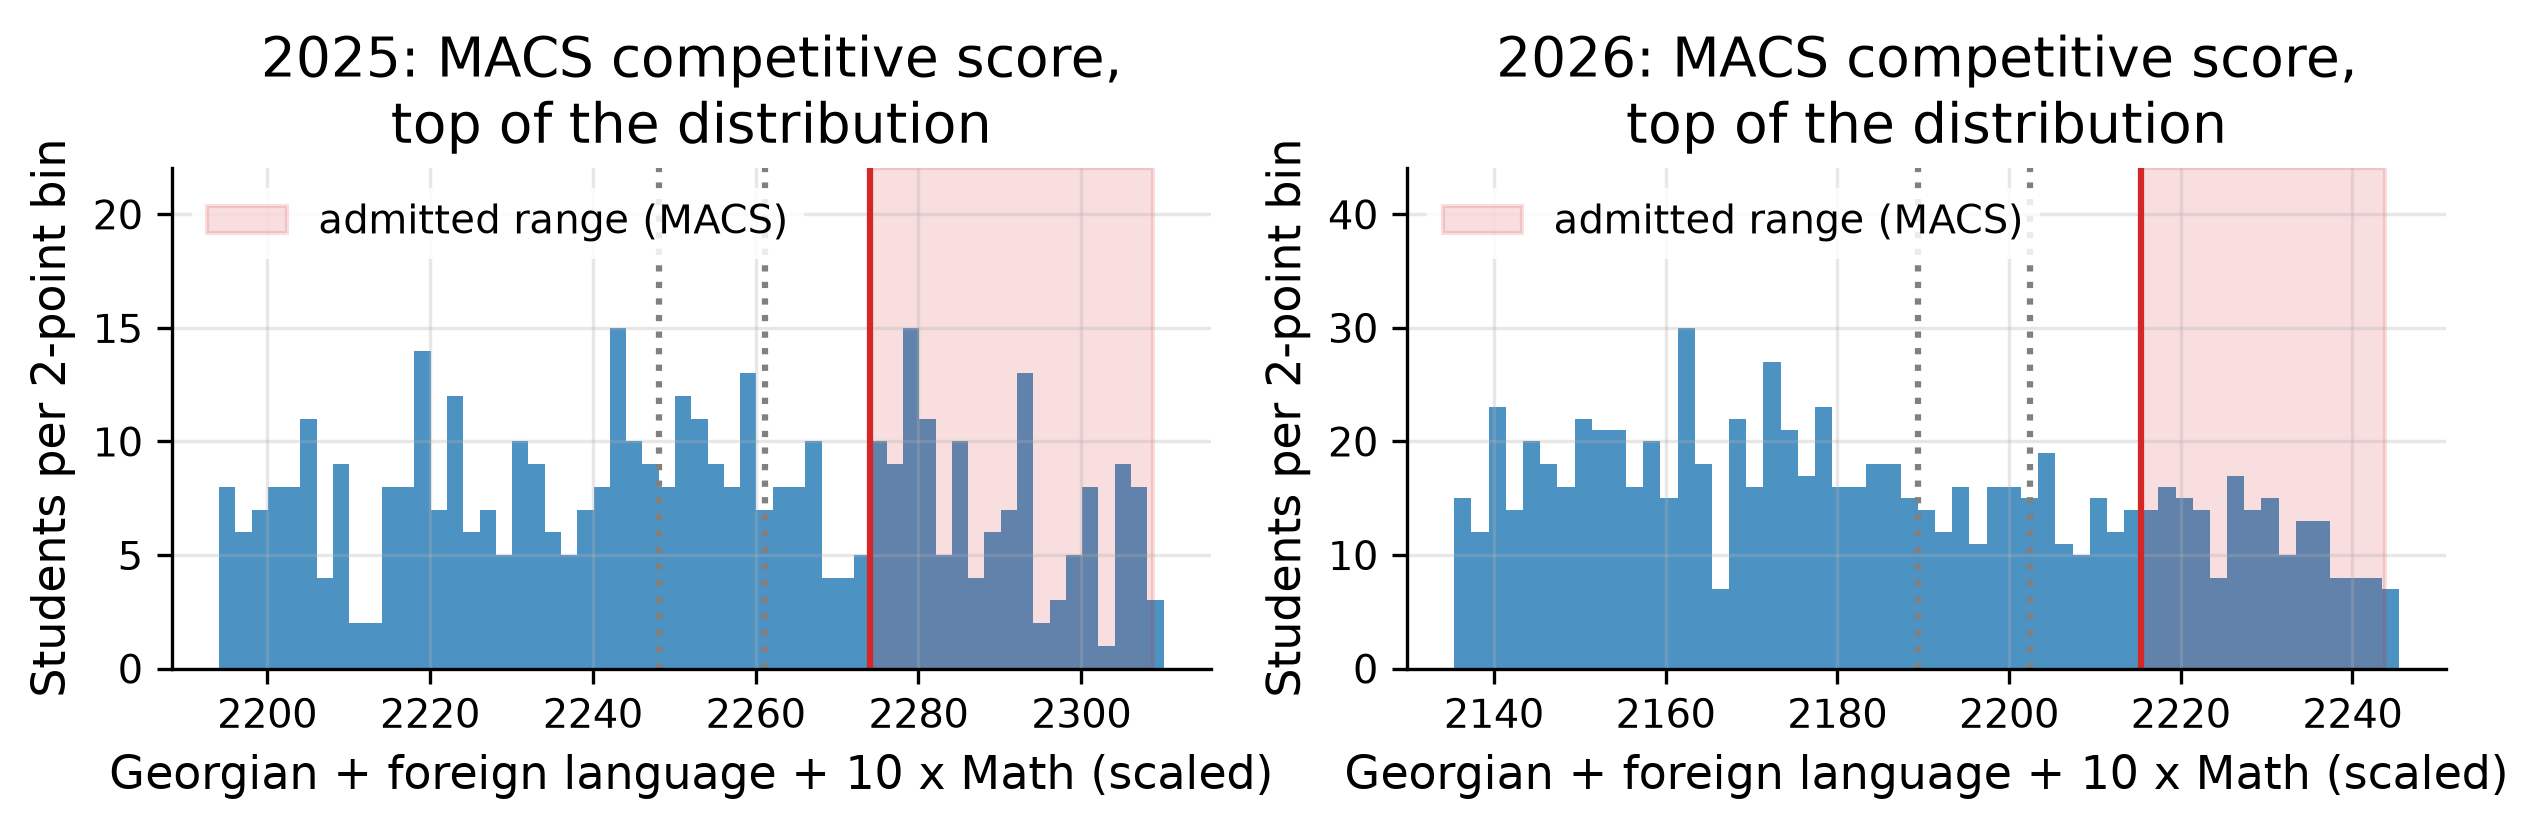 2025: MACS competitive score,
top of the distribution
Students per 2-point bin
20
15
10
5
0
admitted range (MACS)
2200 2220 2240 2260 2280 2300
Georgian + foreign language + 10 x Math (scaled)
2026: MACS competitive score,
top of the distribution
Students per 2-point bin
40
30
20
10
0
admitted range (MACS)
2140 2160 2180 2200 2220 2240
Georgian + foreign language + 10 x Math (scaled)